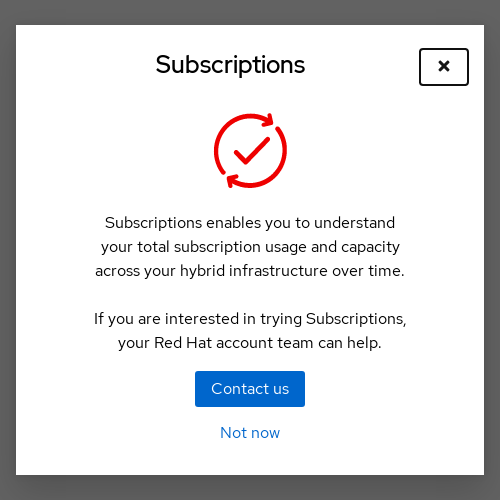 Subscriptions
Subscriptions enables you to understand
your total subscription usage and capacity
across your hybrid infrastructure over time.
If you are interested in trying Subscriptions,
your Red Hat account team can help.
Contact us
Not now